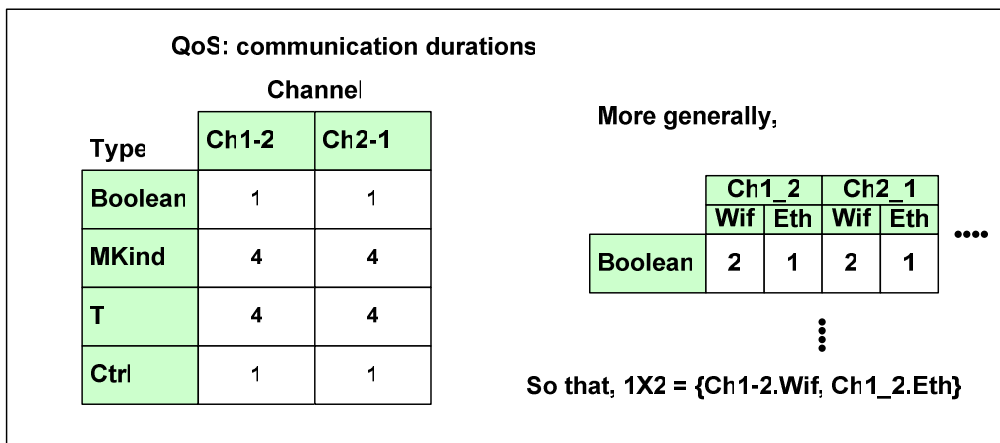 QoS: communication durations
Channel
Type Ch1-2 Ch2-1
Boolean 1 1
MKind 4 4
T 4 4
Ctrl 1 1
More generally,
Ch1_2 Ch2_1
Wif Eth Wif Eth ....
Boolean 2 1 2 1
So that, 1X2 = {Ch1-2.Wif, Ch1_2.Eth}